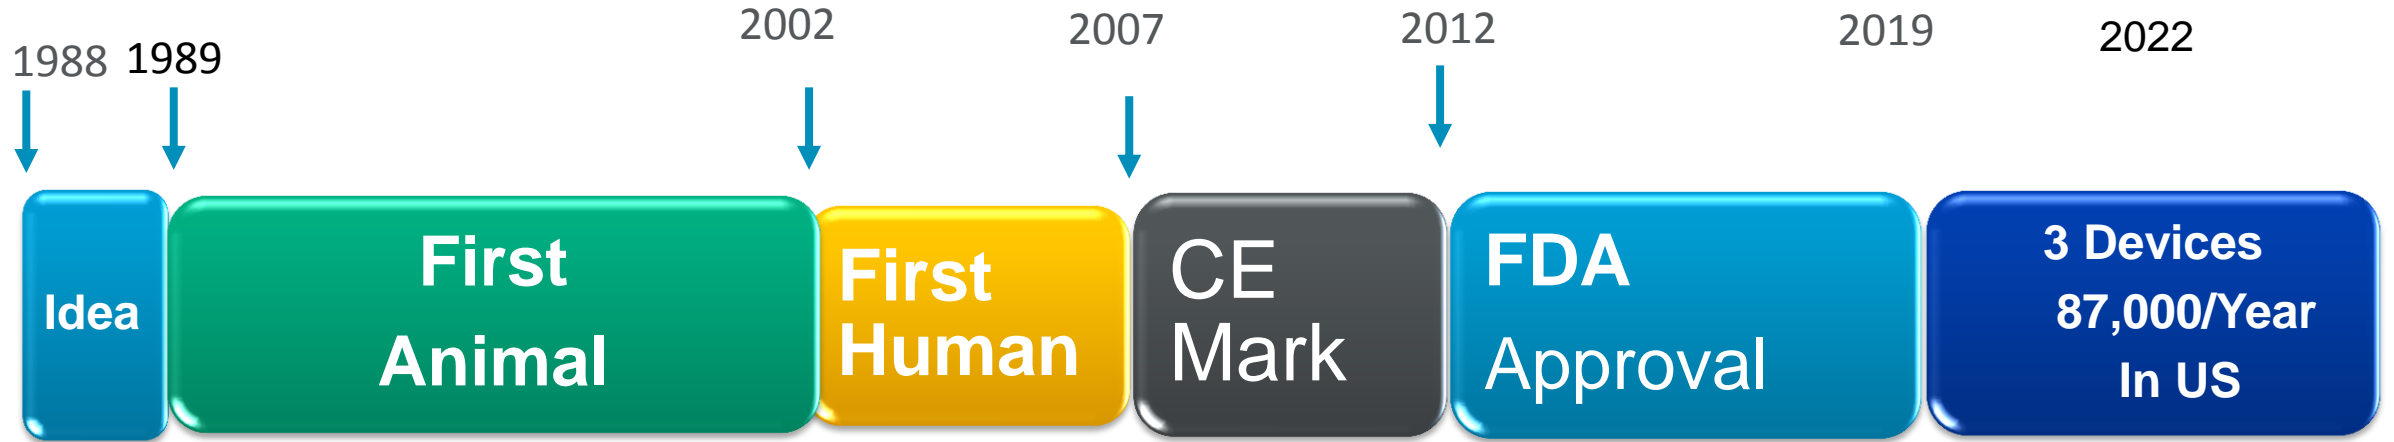 1988 1989 2002 2007 2012 2019 2022
Idea
First
Animal
First
Human
CE
Mark
FDA
Approval
3 Devices
87,000/Year
In US